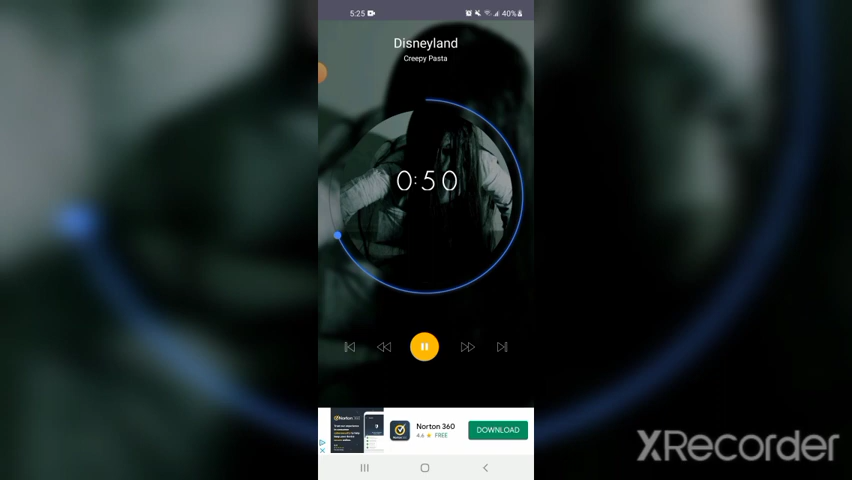 5:25
40%
Disneyland
Creepy Pasta
0:50
Norton 360
4.6 ★ FREE
DOWNLOAD
XRecorder